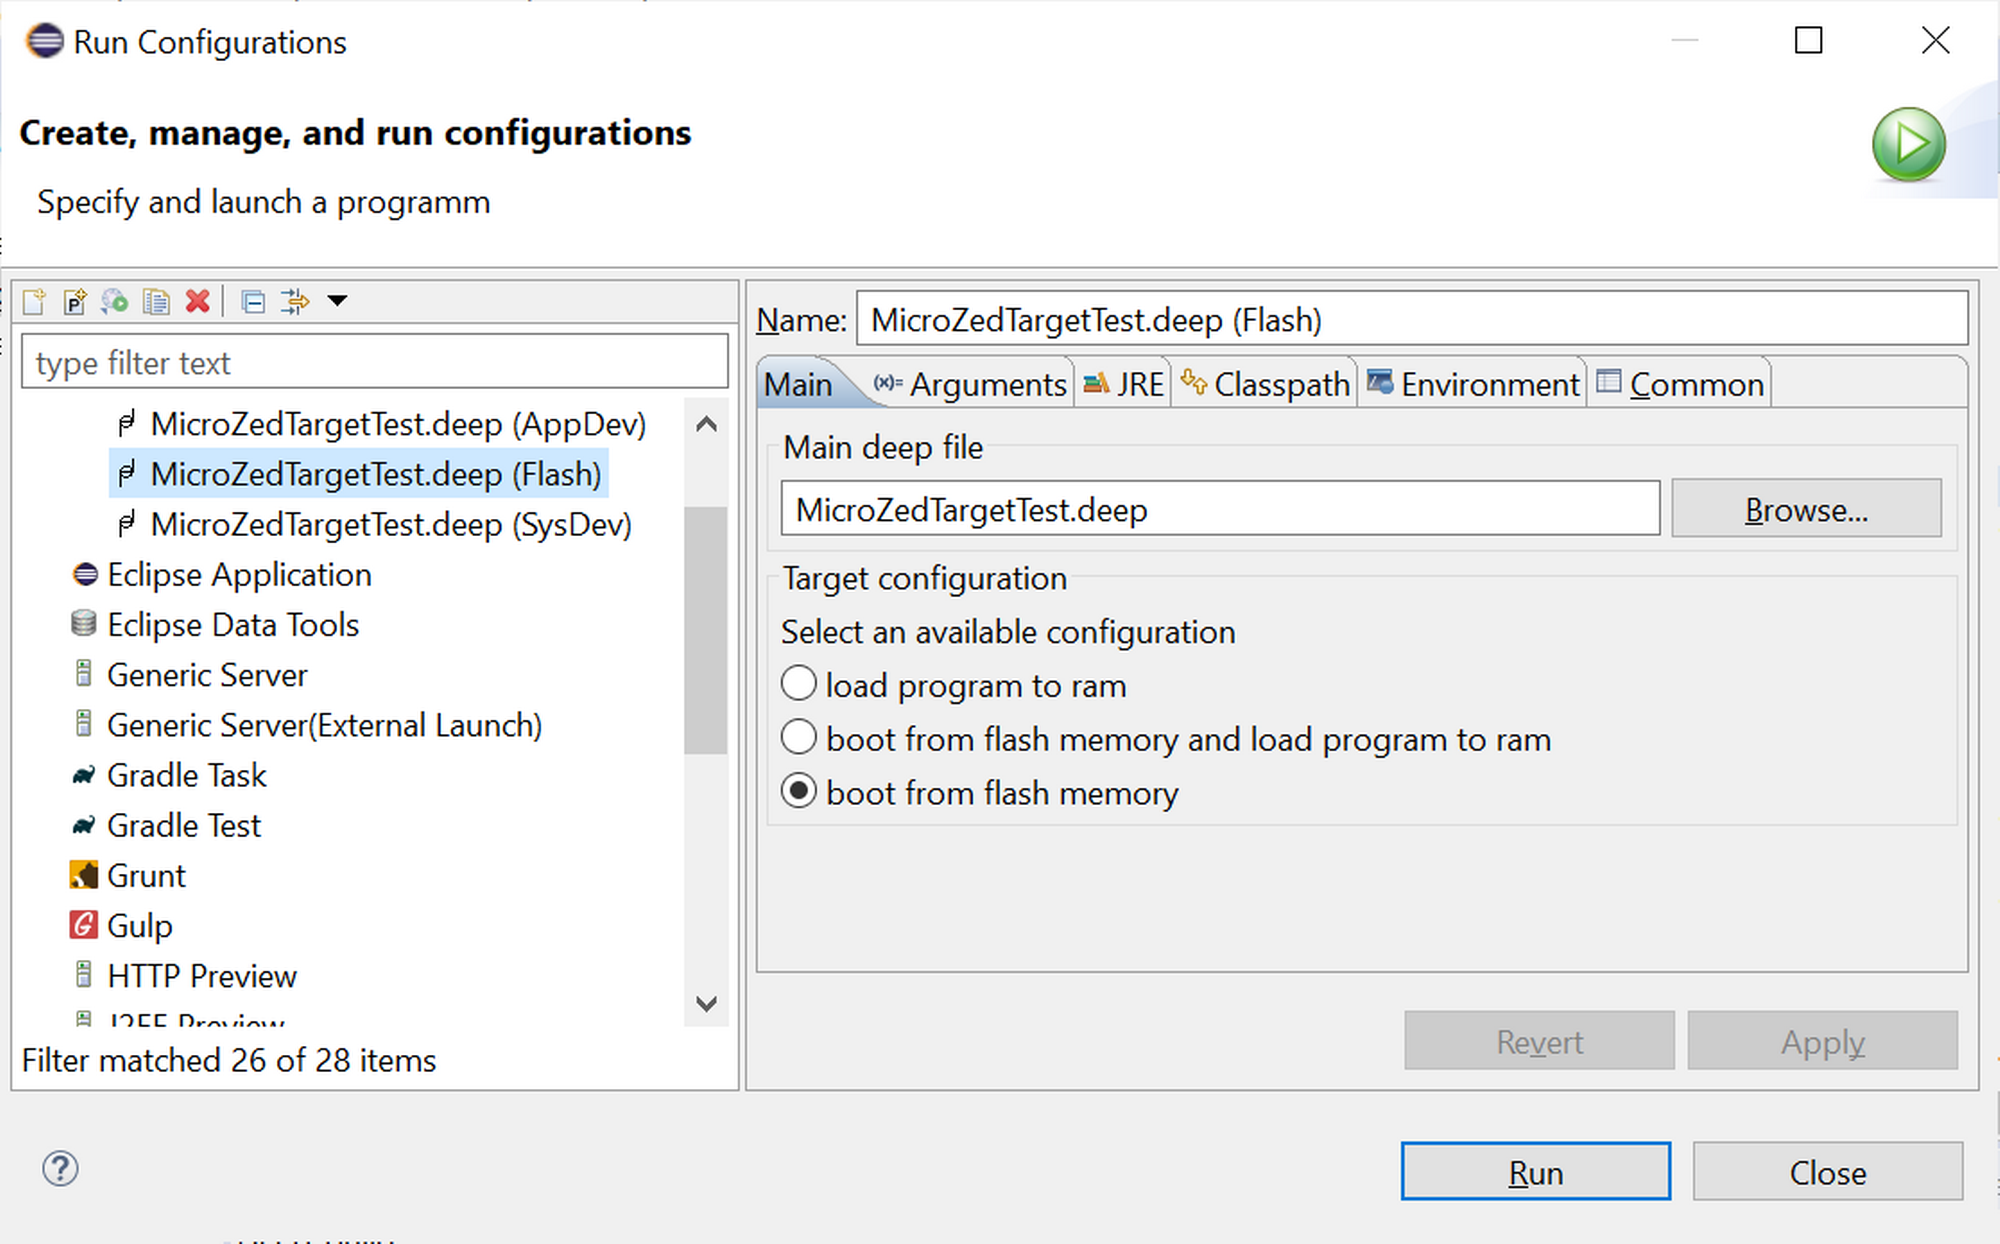 Run Configurations
Create, manage, and run configurations
Specify and launch a programm
type filter text
MicroZedTargetTest.deep (AppDev)
MicroZedTargetTest.deep (Flash)
MicroZedTargetTest.deep (SysDev)
Eclipse Application
Eclipse Data Tools
Generic Server
Generic Server(External Launch)
Gradle Task
Gradle Test
Grunt
Gulp
HTTP Preview
J2EE Preview
Filter matched 26 of 28 items
Name: MicroZedTargetTest.deep (Flash)
Main (x)= Arguments JRE Classpath Environment Common
Main deep file
MicroZedTargetTest.deep Browse...
Target configuration
Select an available configuration
load program to ram
boot from flash memory and load program to ram
boot from flash memory
Revert Apply
Run Close